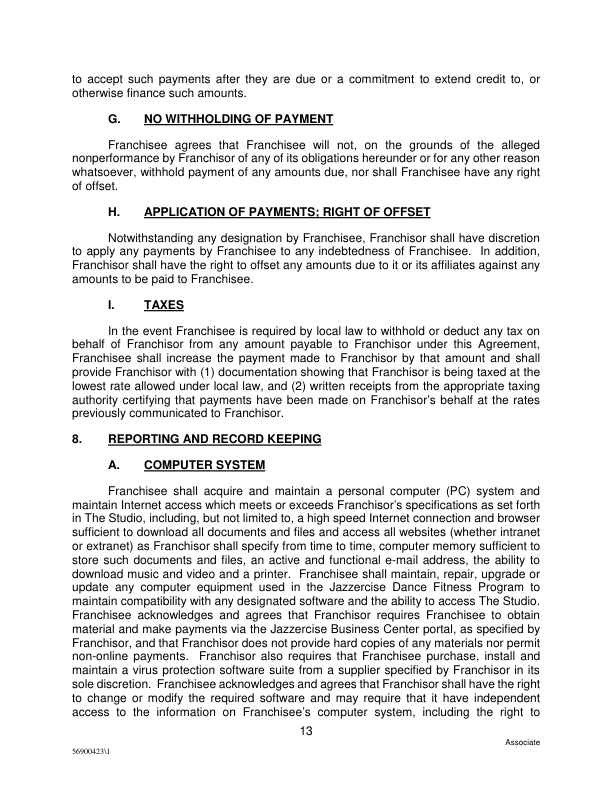 to accept such payments after they are due or a commitment to extend credit to, or
otherwise finance such amounts.
G. NO WITHHOLDING OF PAYMENT
Franchisee agrees that Franchisee will not, on the grounds of the alleged
nonperformance by Franchisor of any of its obligations hereunder or for any other reason
whatsoever, withhold payment of any amounts due, nor shall Franchisee have any right
of offset.
H. APPLICATION OF PAYMENTS; RIGHT OF OFFSET
Notwithstanding any designation by Franchisee, Franchisor shall have discretion
to apply any payments by Franchisee to any indebtedness of Franchisee. In addition,
Franchisor shall have the right to offset any amounts due to it or its affiliates against any
amounts to be paid to Franchisee.
I. TAXES
In the event Franchisee is required by local law to withhold or deduct any tax on
behalf of Franchisor from any amount payable to Franchisor under this Agreement,
Franchisee shall increase the payment made to Franchisor by that amount and shall
provide Franchisor with (1) documentation showing that Franchisor is being taxed at the
lowest rate allowed under local law, and (2) written receipts from the appropriate taxing
authority certifying that payments have been made on Franchisor's behalf at the rates
previously communicated to Franchisor.
8. REPORTING AND RECORD KEEPING
A. COMPUTER SYSTEM
Franchisee shall acquire and maintain a personal computer (PC) system and
maintain Internet access which meets or exceeds Franchisor's specifications as set forth
in The Studio, including, but not limited to, a high speed Internet connection and browser
sufficient to download all documents and files and access all websites (whether intranet
or extranet) as Franchisor shall specify from time to time, computer memory sufficient to
store such documents and files, an active and functional e-mail address, the ability to
download music and video and a printer. Franchisee shall maintain, repair, upgrade or
update any computer equipment used in the Jazzercise Dance Fitness Program to
maintain compatibility with any designated software and the ability to access The Studio.
Franchisee acknowledges and agrees that Franchisor requires Franchisee to obtain
material and make payments via the Jazzercise Business Center portal, as specified by
Franchisor, and that Franchisor does not provide hard copies of any materials nor permit
non-online payments. Franchisor also requires that Franchisee purchase, install and
maintain a virus protection software suite from a supplier specified by Franchisor in its
sole discretion. Franchisee acknowledges and agrees that Franchisor shall have the right
to change or modify the required software and may require that it have independent
access to the information on Franchisee's computer system, including the right to
13
Associate
56900423\1